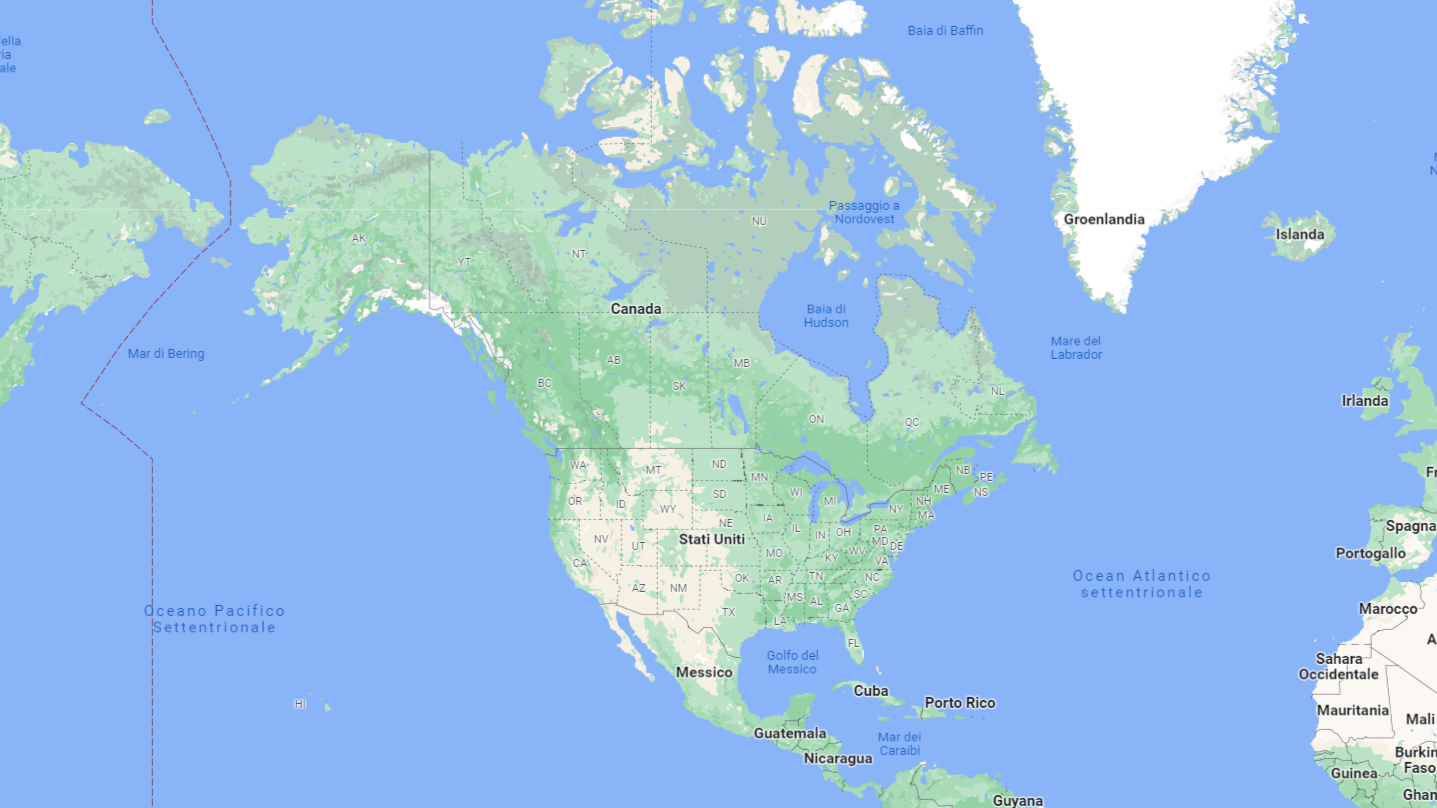 Baia di Baffin
ella
ia
ale
N
N
Passaggio a
Nordovest
NU
Groenlandia
Islanda
AK
NT
YT
Canada
Baia di
Hudson
Mare del
Labrador
Mar di Bering
AB
MB
BC
SK
NL
Irlanda
ON
QC
WA
MT
ND
MN
NB
PE
Fr
ME
NS
OR
ID
SD
WI
MI
NH
WY
NY
MA
IA
NE
IL
IN
OH
PA
Spagna
NV
UT
Stati Uniti
MD
DE
MO
KY
WV
VA
Portogallo
CA
AZ
NM
OK
AR
TN
NC
Ocean Atlantico
settentrionale
MS
AL
SC
GA
Marocco
Oceano Pacifico
Settentrionale
TX
LA
FL
A
Golfo del
Messico
Sahara
Occidentale
Messico
Cuba
Porto Rico
HI
Mauritania
Mali
Guatemala
Mar dei
Caraibi
Nicaragua
Burkin
Faso
Guinea
Ghan
Guyana